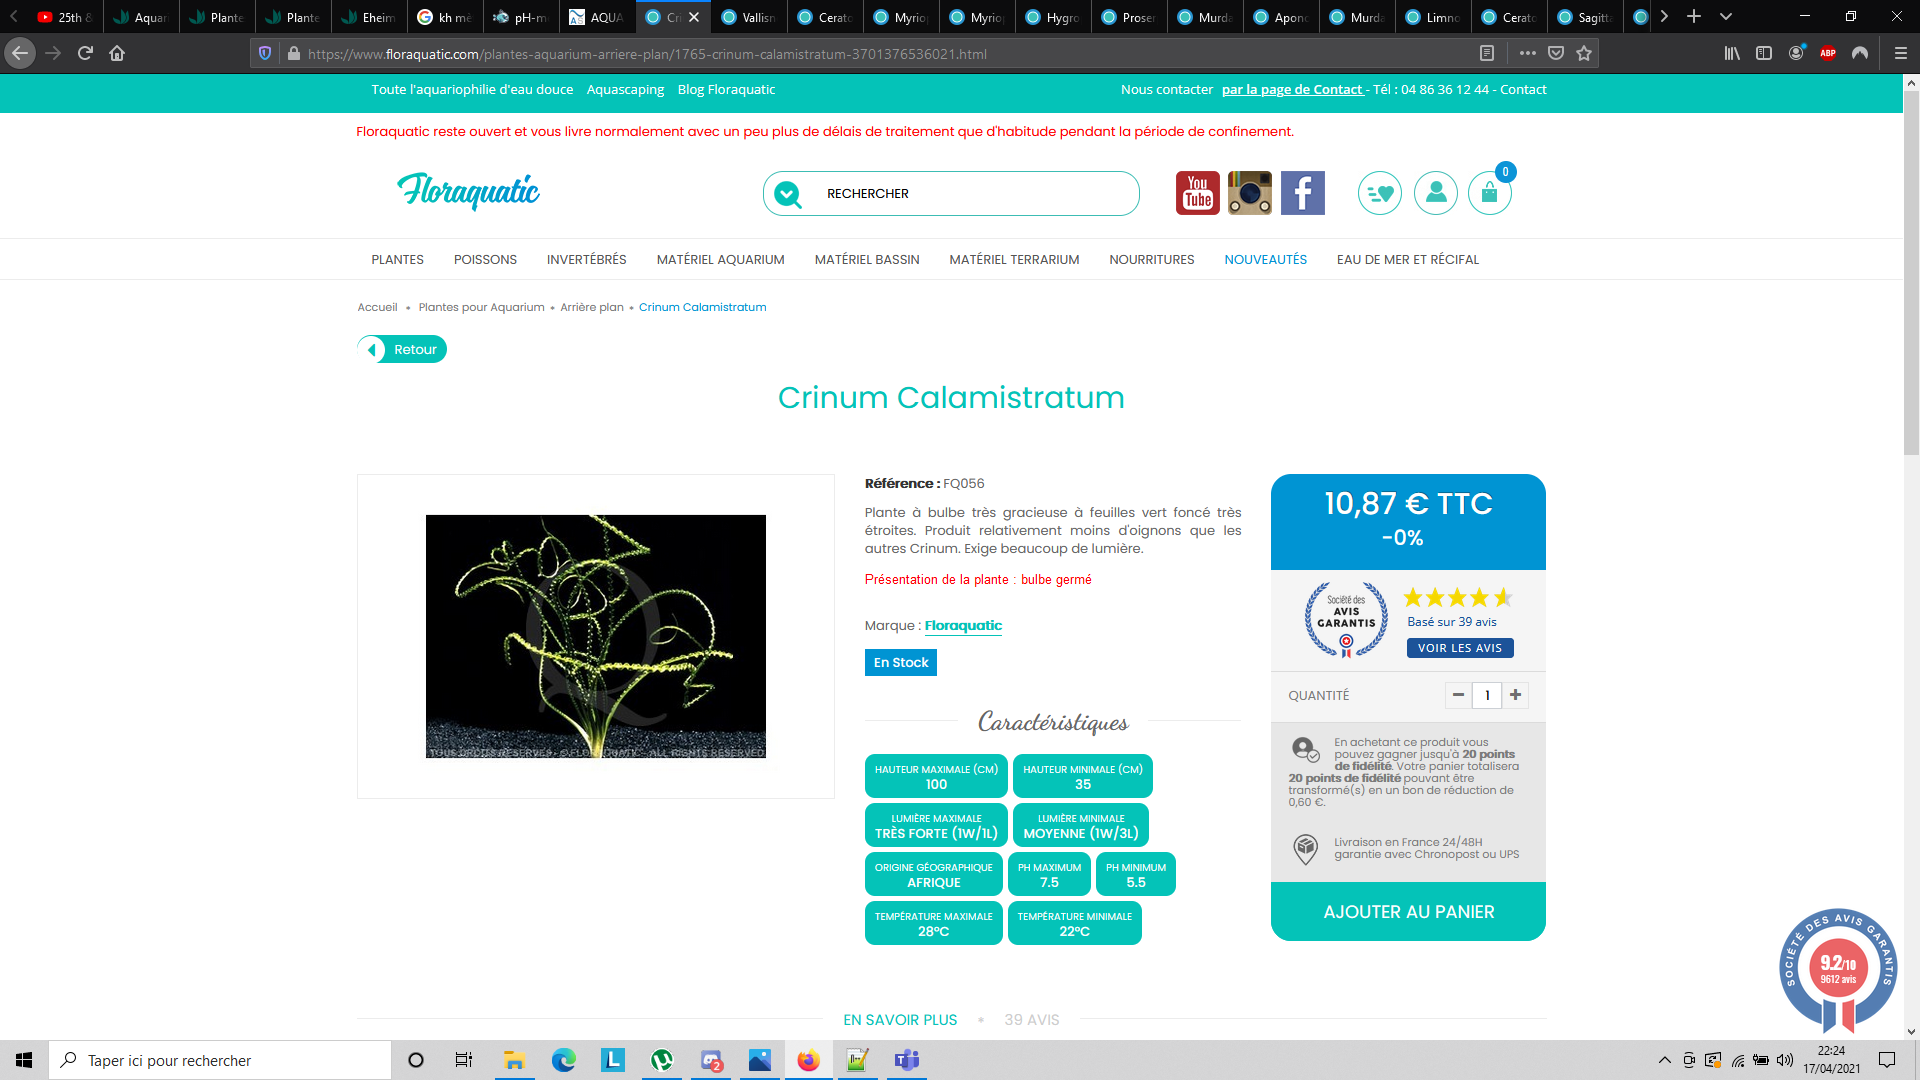 25th &
Aquar
Plante
Plante
Eheim
kh mè
pH-m
AQUA
Cri
Vallisn
Cerato
Myriop
Myriop
Hygro
Proser
Murda
Apono
Murda
Limno
Cerato
Sagitta
https://www.floraquatic.com/plantes-aquarium-arriere-plan/1765-crinum-calamistratum-3701376536021.html
ABP
Toute l'aquariophilie d'eau douce Aquascaping Blog Floraquatic
Nous contacter par la page de Contact - Tél : 04 86 36 12 44 - Contact
Floraquatic reste ouvert et vous livre normalement avec un peu plus de délais de traitement que d'habitude pendant la période de confinement.
Floraquatic
RECHERCHER
You
Tube
f
0
PLANTES POISSONS INVERTÉBRÉS MATÉRIEL AQUARIUM MATÉRIEL BASSIN MATÉRIEL TERRARIUM NOURRITURES NOUVEAUTÉS EAU DE MER ET RÉCIFAL
Accueil • Plantes pour Aquarium • Arrière plan • Crinum Calamistratum
Retour
Crinum Calamistratum
TOUS DROITS RESERVES - © FLORAQUATIC - ALL RIGHTS RESERVED
Référence : FQ056
Plante à bulbe très gracieuse à feuilles vert foncé très
étroites. Produit relativement moins d'oignons que les
autres Crinum. Exige beaucoup de lumière.
Présentation de la plante : bulbe germé
Marque : Floraquatic
En Stock
Caractéristiques
HAUTEUR MAXIMALE (CM)
100
HAUTEUR MINIMALE (CM)
35
LUMIÈRE MAXIMALE
TRÈS FORTE (1W/1L)
LUMIÈRE MINIMALE
MOYENNE (1W/3L)
ORIGINE GÉOGRAPHIQUE
AFRIQUE
PH MAXIMUM
7.5
PH MINIMUM
5.5
TEMPÉRATURE MAXIMALE
28°C
TEMPÉRATURE MINIMALE
22°C
10,87 € TTC
-0%
Société des
AVIS
GARANTIS
Basé sur 39 avis
VOIR LES AVIS
QUANTITÉ
1
En achetant ce produit vous
pouvez gagner jusqu'à 20 points
de fidélité. Votre panier totalisera
20 points de fidélité pouvant être
transformé(s) en un bon de réduction de
0,60 €.
Livraison en France 24/48H
garantie avec Chronopost ou UPS
AJOUTER AU PANIER
SOCIÉTÉ DES AVIS GARANTIS
9.2/10
9612 avis
EN SAVOIR PLUS • 39 AVIS
Taper ici pour rechercher
L
2
22:24
17/04/2021